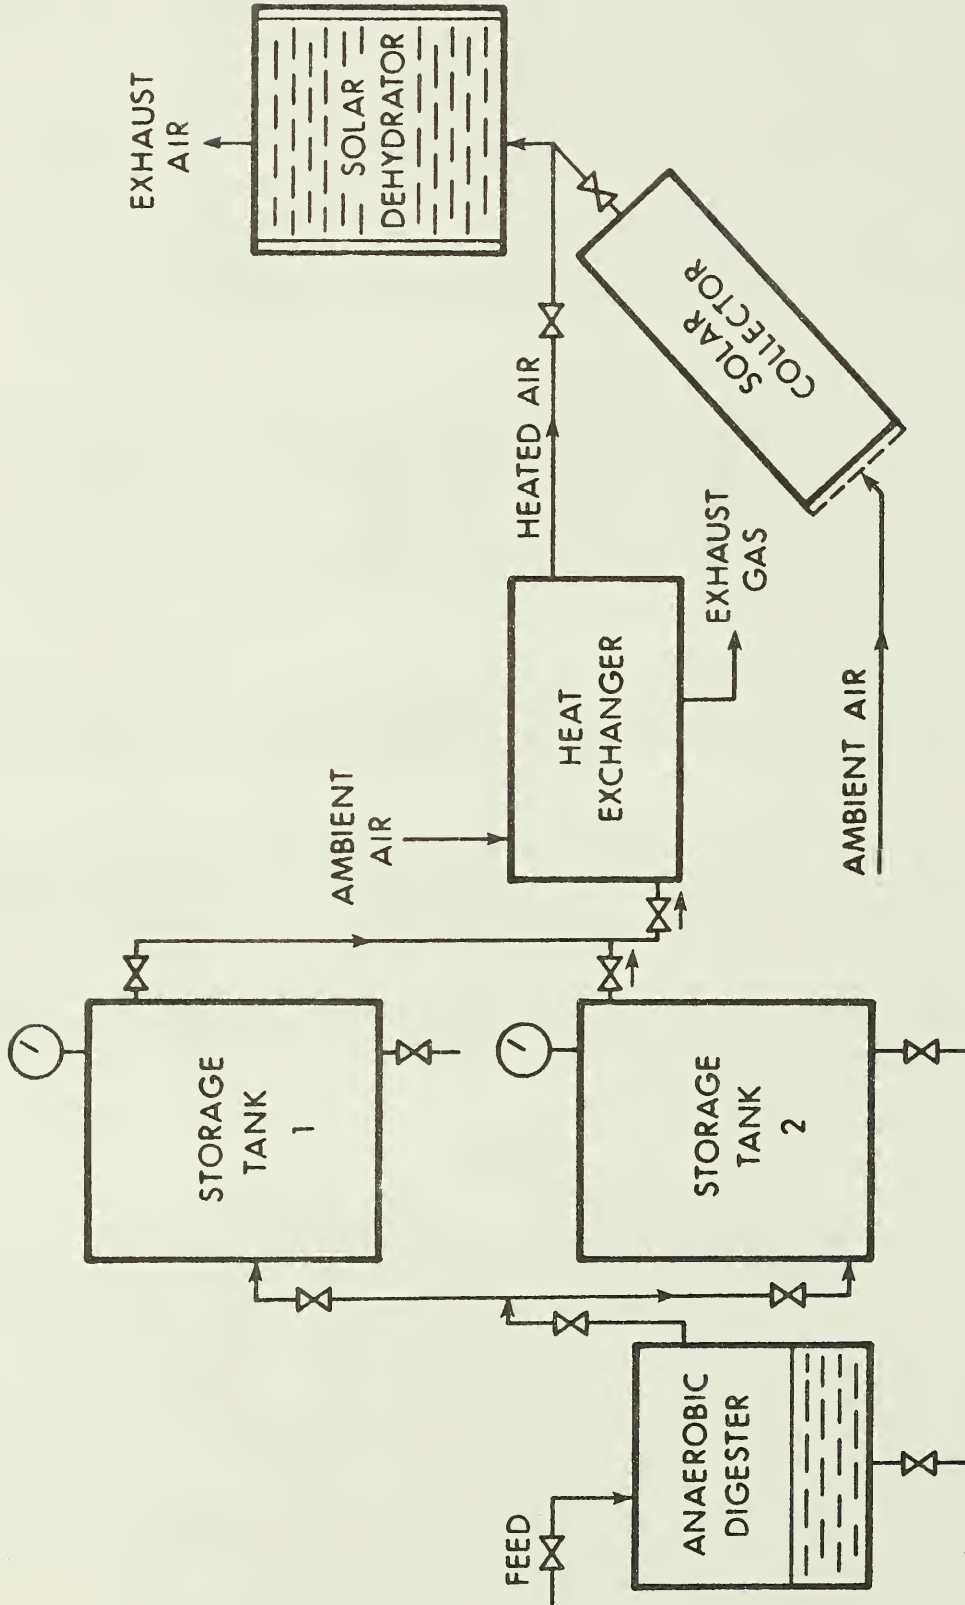 FEED
ANAEROBIC
DIGESTER
STORAGE
TANK
1
STORAGE
TANK
2
AMBIENT
AIR
HEAT
EXCHANGER
EXHAUST
GAS
HEATED AIR
AMBIENT AIR
SOLAR
COLLECTOR
SOLAR
DEHYDRATOR
EXHAUST
AIR